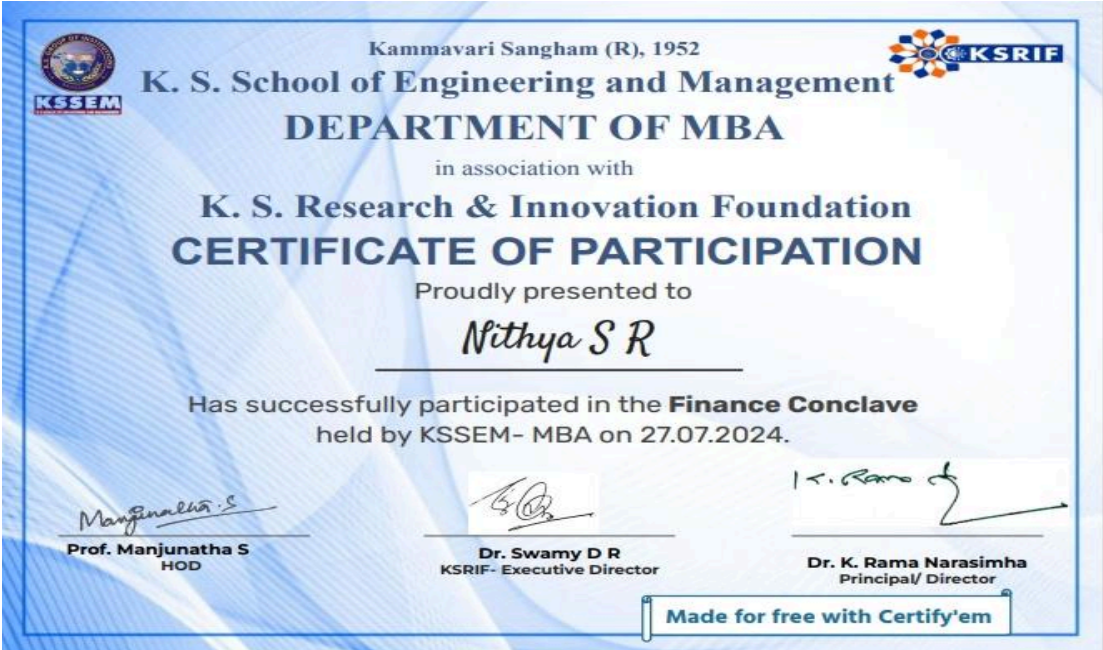 Kammavari Sangham (R), 1952
KSRIF
K. S. School of Engineering and Management
KSSEM
DEPARTMENT OF MBA
in association with
K. S. Research & Innovation Foundation
CERTIFICATE OF PARTICIPATION
Proudly presented to
Nithya S R
Has successfully participated in the Finance Conclave
held by KSSEM- MBA on 27.07.2024.
Manjunatha.S
K. Rama
Prof. Manjunatha S
HOD
Dr. Swamy D R
KSRIF- Executive Director
Dr. K. Rama Narasimha
Principal/ Director
Made for free with Certify'em